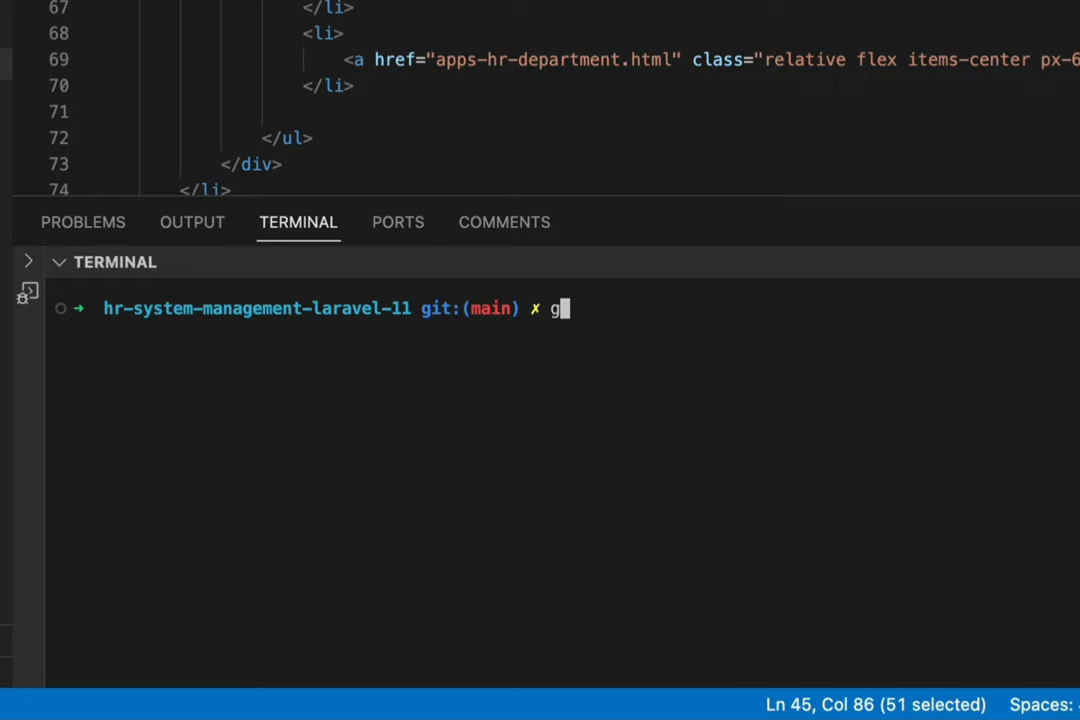 67 </li>
68 <li>
69 <a href="apps-hr-department.html" class="relative flex items-center px-6
70 </li>
71
72 </ul>
73 </div>
74 </li>
PROBLEMS OUTPUT TERMINAL PORTS COMMENTS
TERMINAL
➜ hr-system-management-laravel-11 git:(main) ✗ g
Ln 45, Col 86 (51 selected) Spaces: